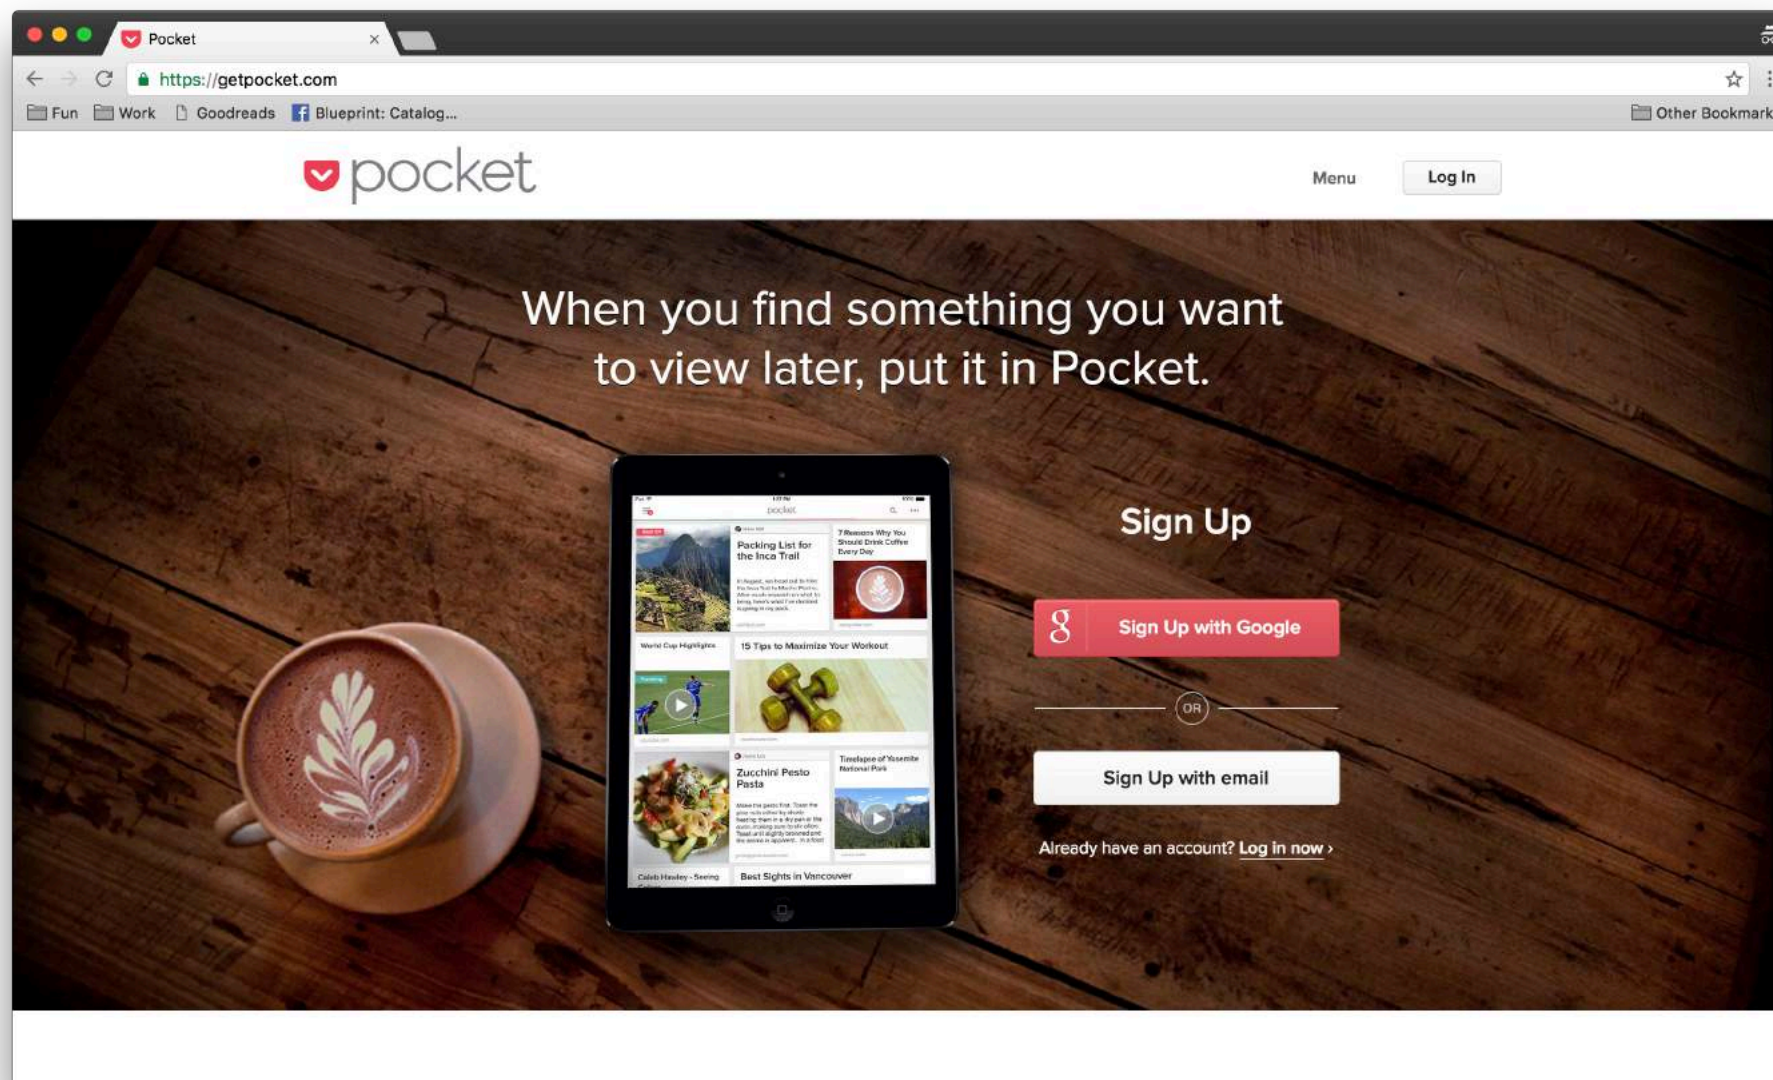 Pocket
https://getpocket.com
Fun Work Goodreads Blueprint: Catalog...
Other Bookmark
pocket
Menu
Log In
When you find something you want
to view later, put it in Pocket.
pocket
Packing List for
the Inca Trail
7 Reasons Why You
Should Drink Coffee
Every Day
World Cup Highlights
15 Tips to Maximize Your Workout
Zucchini Pesto
Pasta
Timelapse of Yosemite
National Park
Caleb Hawley - Seeing
Best Sights in Vancouver
Sign Up
g Sign Up with Google
OR
Sign Up with email
Already have an account? Log in now ›